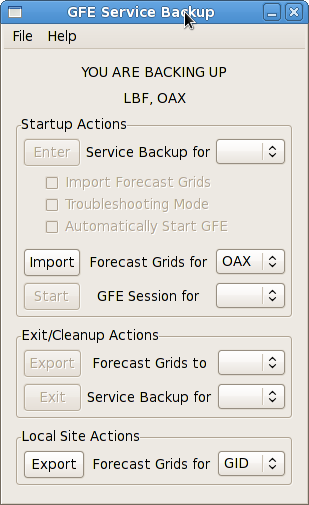 GFE Service Backup
File Help
YOU ARE BACKING UP
LBF, OAX
Startup Actions
Enter Service Backup for
Import Forecast Grids
Troubleshooting Mode
Automatically Start GFE
Import Forecast Grids for OAX
Start GFE Session for
Exit/Cleanup Actions
Export Forecast Grids to
Exit Service Backup for
Local Site Actions
Export Forecast Grids for GID